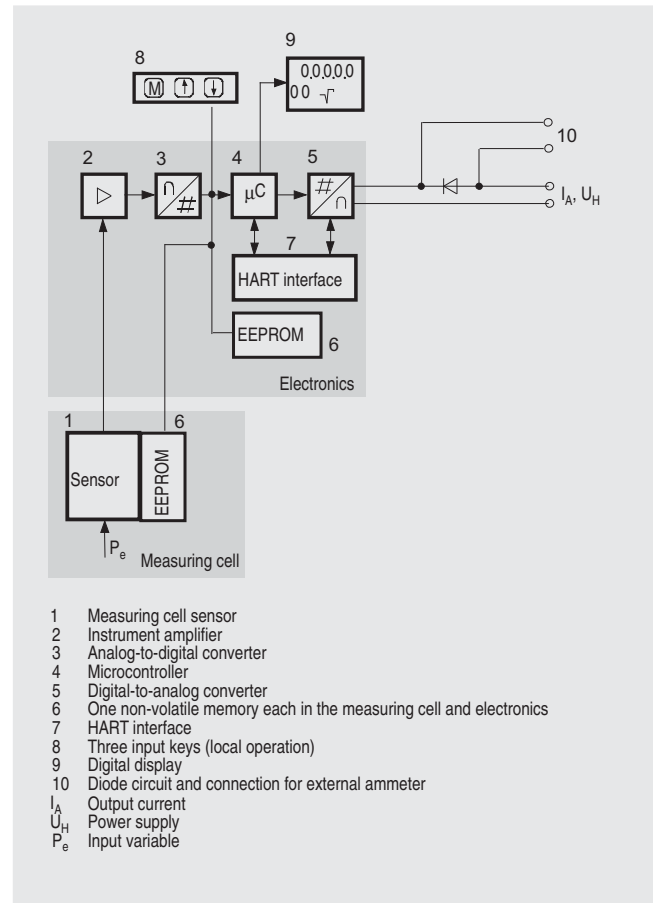 8
9
M ↑ ↓
0.0.0.0.0
00 √
10
2
3
4
5
∩
#
µC
#
∩
I_A, U_H
7
HART interface
EEPROM
6
Electronics
1
6
Sensor
EEPROM
P_e
Measuring cell
1 Measuring cell sensor
2 Instrument amplifier
3 Analog-to-digital converter
4 Microcontroller
5 Digital-to-analog converter
6 One non-volatile memory each in the measuring cell and electronics
7 HART interface
8 Three input keys (local operation)
9 Digital display
10 Diode circuit and connection for external ammeter
I_A Output current
U_H Power supply
P_e Input variable